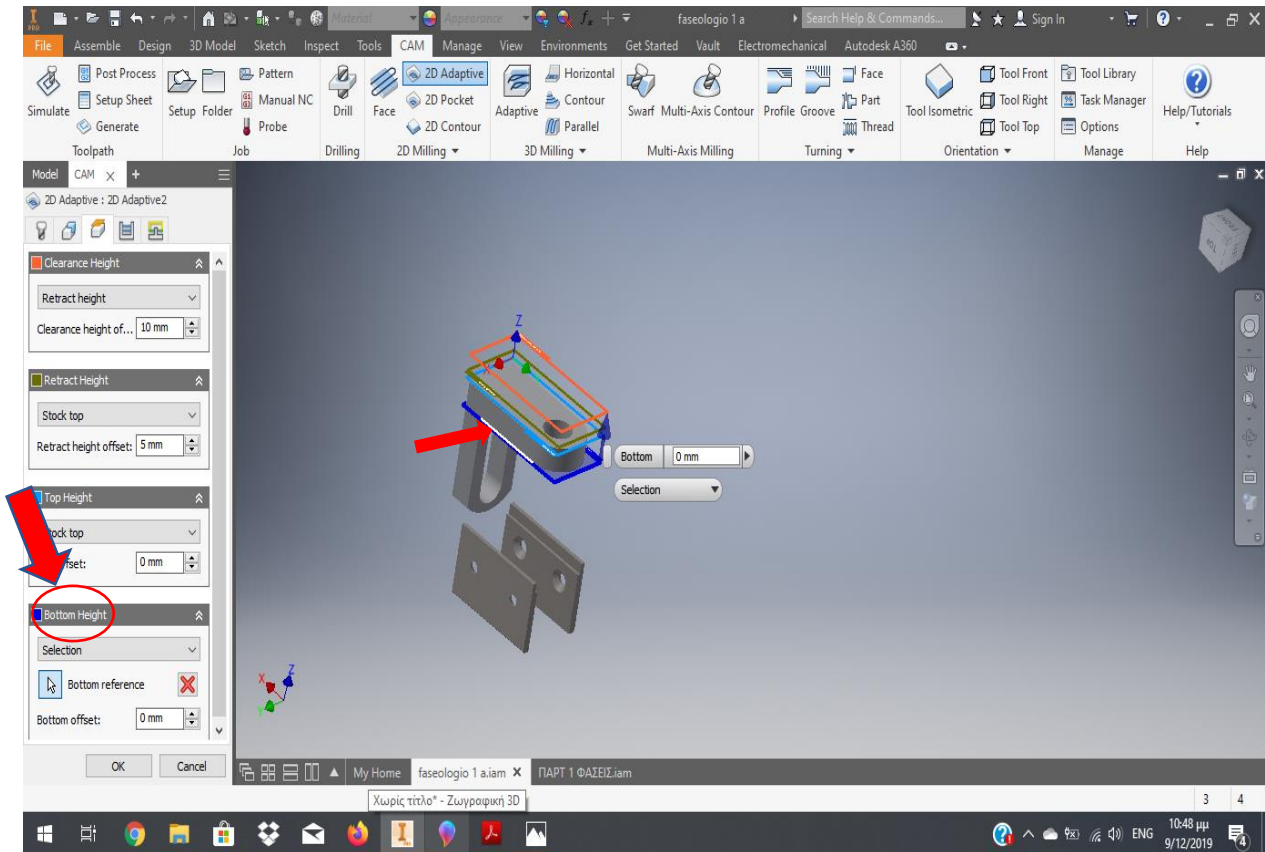 PRO
Material
Appearance
faseologio 1 a
Search Help & Commands...
Sign In
File Assemble Design 3D Model Sketch Inspect Tools CAM Manage View Environments Get Started Vault Electromechanical Autodesk A360
Post Process
Setup Sheet
Generate
Simulate
Toolpath
Setup Folder
Pattern
Manual NC
Probe
Job
Drill
Drilling
Face
2D Adaptive
2D Pocket
2D Contour
2D Milling
Adaptive
Horizontal
Contour
Parallel
3D Milling
Swarf Multi-Axis Contour
Multi-Axis Milling
Profile Groove
Face
Part
Thread
Turning
Tool Isometric
Tool Front
Tool Right
Tool Top
Orientation
Tool Library
Task Manager
Options
Manage
Help/Tutorials
Help
Model CAM X +
2D Adaptive : 2D Adaptive2
Clearance Height
Retract height
Clearance height of... 10 mm
Retract Height
Stock top
Retract height offset: 5 mm
Top Height
tock top
fset: 0 mm
Bottom Height
Selection
Bottom reference
Bottom offset: 0 mm
OK Cancel
Z
X
Bottom 0 mm
Selection
X
Z
Y
TOP
My Home faseologio 1 a.iam X ΠΑΡΤ 1 ΦΑΣΕΙΣ.iam
Χωρίς τίτλο* - Ζωγραφική 3D
3 4
ENG
10:48 μμ
9/12/2019
4